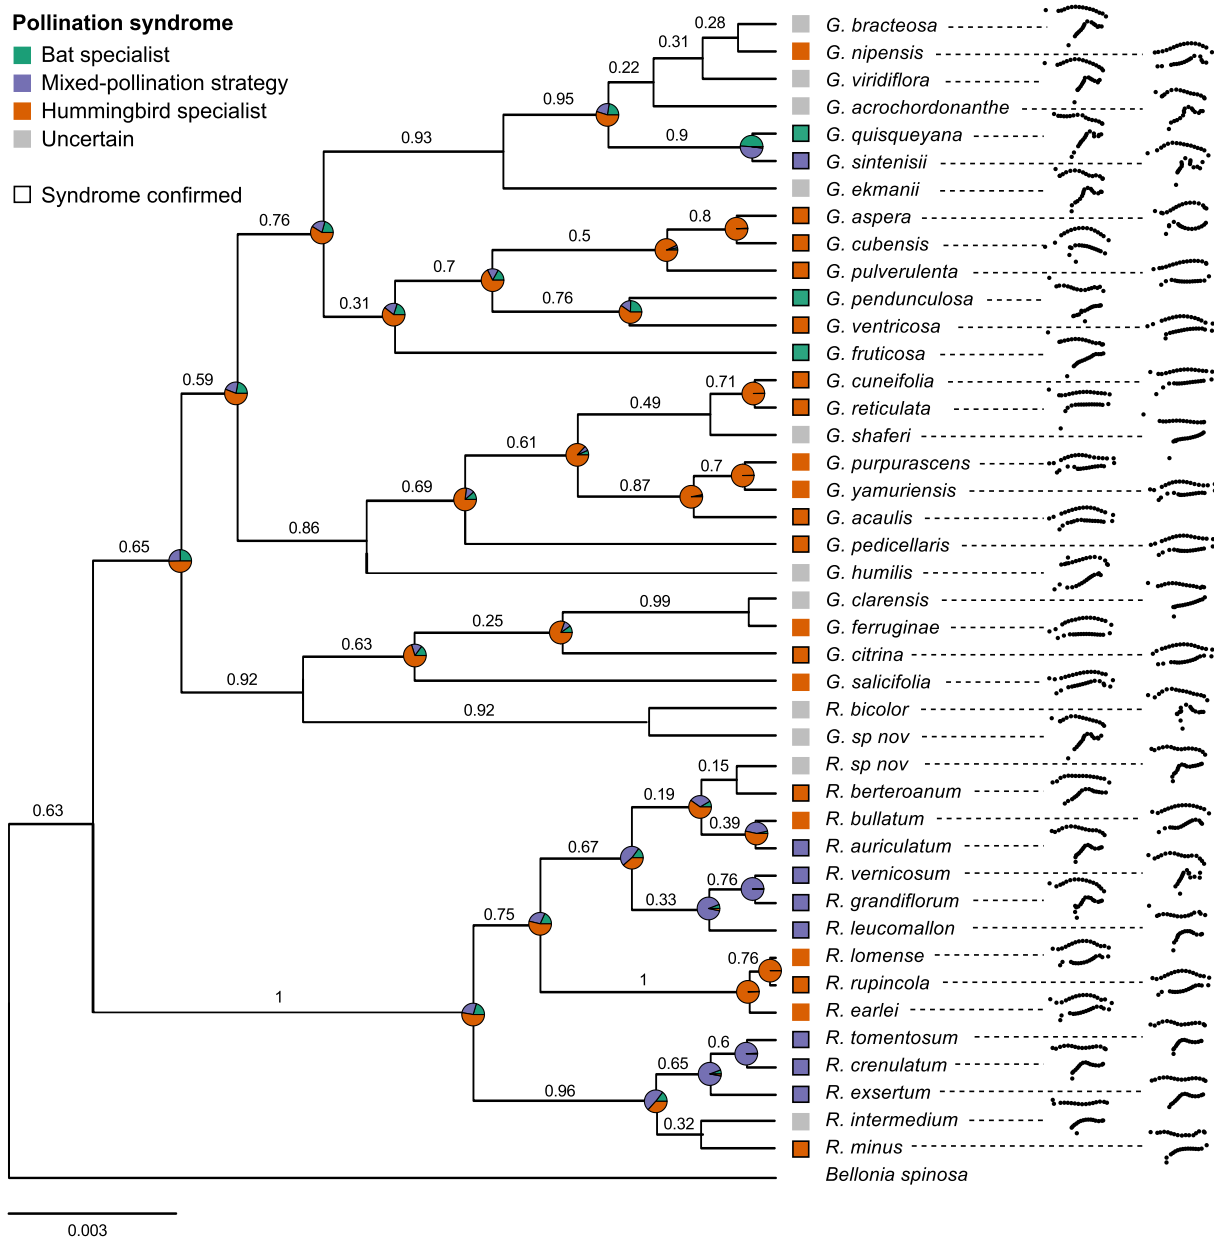 Pollination syndrome
Bat specialist
Mixed-pollination strategy
Hummingbird specialist
Uncertain
Syndrome confirmed
0.28
0.31
0.22
0.95
0.9
0.93
0.76
0.8
0.5
0.7
0.76
0.31
0.59
0.71
0.49
0.61
0.7
0.87
0.69
0.86
0.65
0.99
0.25
0.63
0.92
0.92
0.63
0.15
0.19
0.39
0.67
0.76
0.33
0.75
0.76
1
1
0.6
0.65
0.96
0.32
G. bracteosa
G. nipensis
G. viridiflora
G. acrochordonanthe
G. quisqueyana
G. sintenisii
G. ekmanii
G. aspera
G. cubensis
G. pulverulenta
G. pendunculosa
G. ventricosa
G. fruticosa
G. cuneifolia
G. reticulata
G. shaferi
G. purpurascens
G. yamuriensis
G. acaulis
G. pedicellaris
G. humilis
G. clarensis
G. ferruginae
G. citrina
G. salicifolia
R. bicolor
G. sp nov
R. sp nov
R. berteroanum
R. bullatum
R. auriculatum
R. vernicosum
R. grandiflorum
R. leucomallon
R. lomense
R. rupincola
R. earlei
R. tomentosum
R. crenulatum
R. exsertum
R. intermedium
R. minus
Bellonia spinosa
0.003